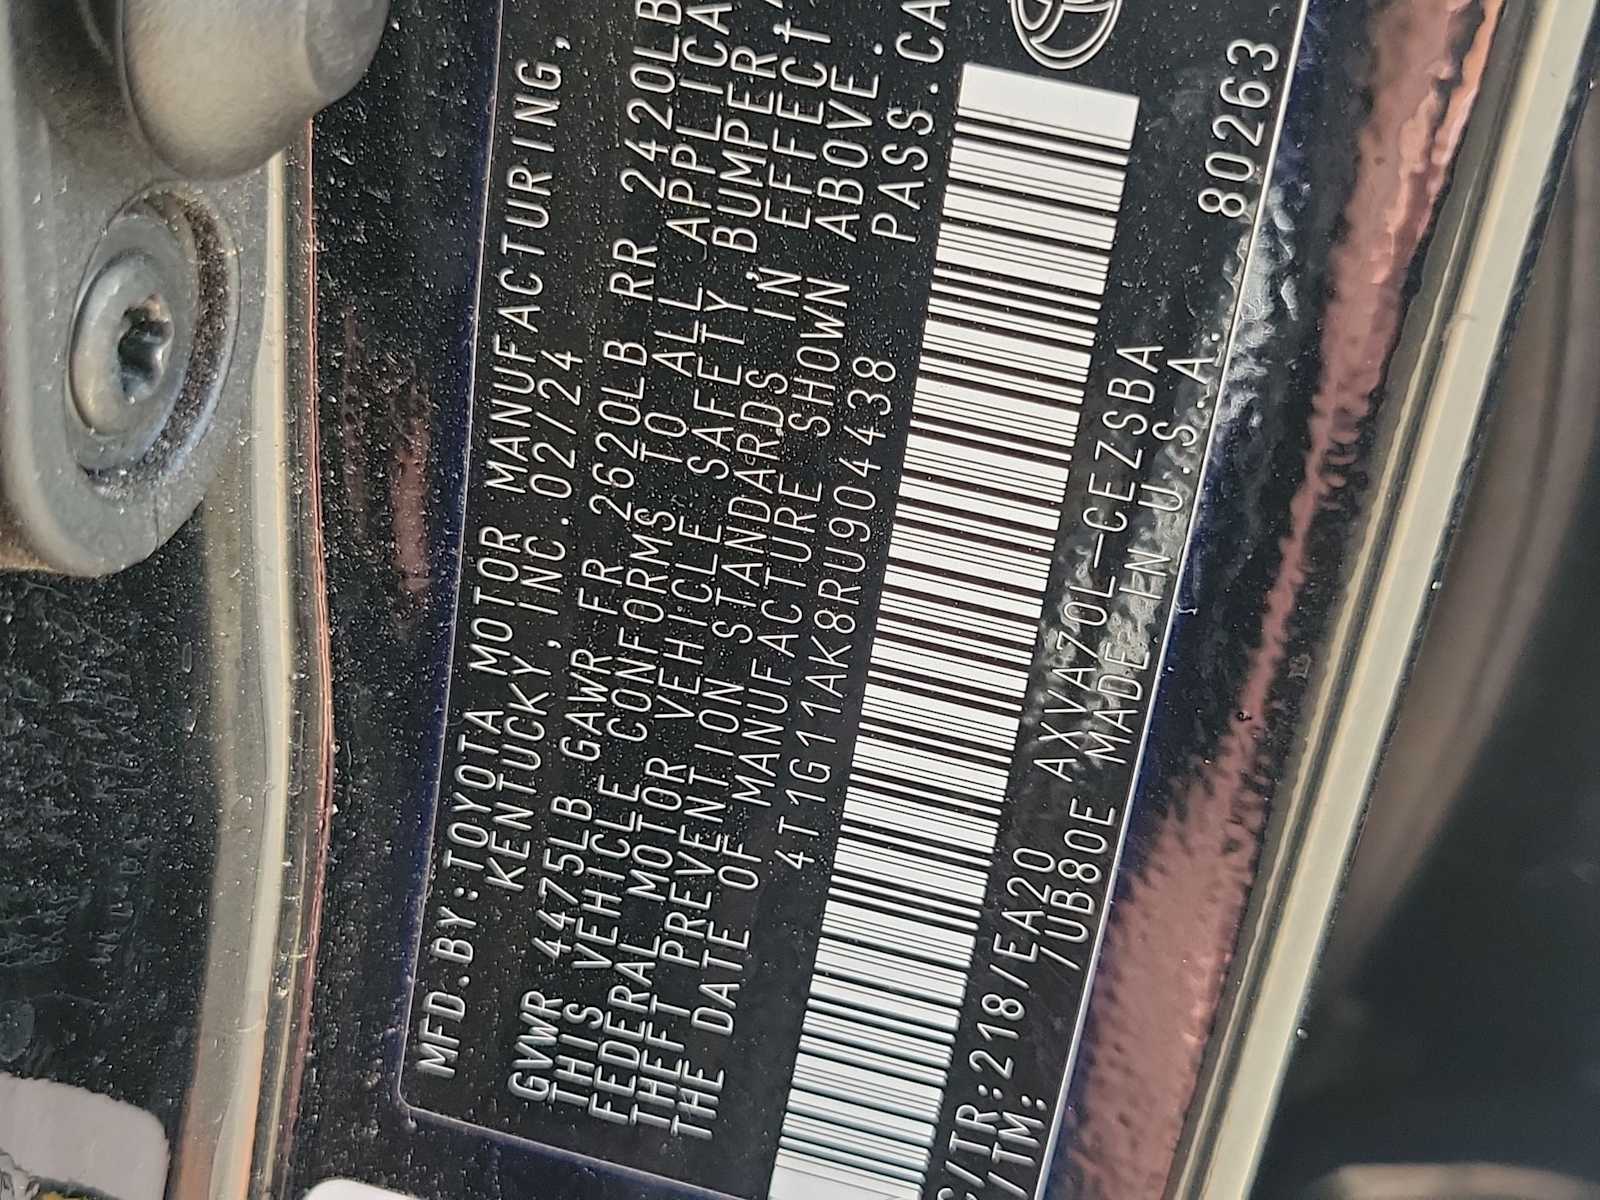 MFD.BY:TOYOTA MOTOR MANUFACTURING,
KENTUCKY,INC.02/24
GVWR 4475LB GAWR FR 2620LB RR 2420LB
THIS VEHICLE CONFORMS TO ALL APPLICA
FEDERAL MOTOR VEHICLE SAFETY, BUMPER,
THEFT PREVENTION STANDARDS IN EFFECT
THE DATE OF MANUFACTURE SHOWN ABOVE.
4T1G11AK8RU904438 PASS.CA
C/TR:218/EA20 AXVA70L-CEZSBA 80263
/TM: /UB80E MADE IN U.S.A.